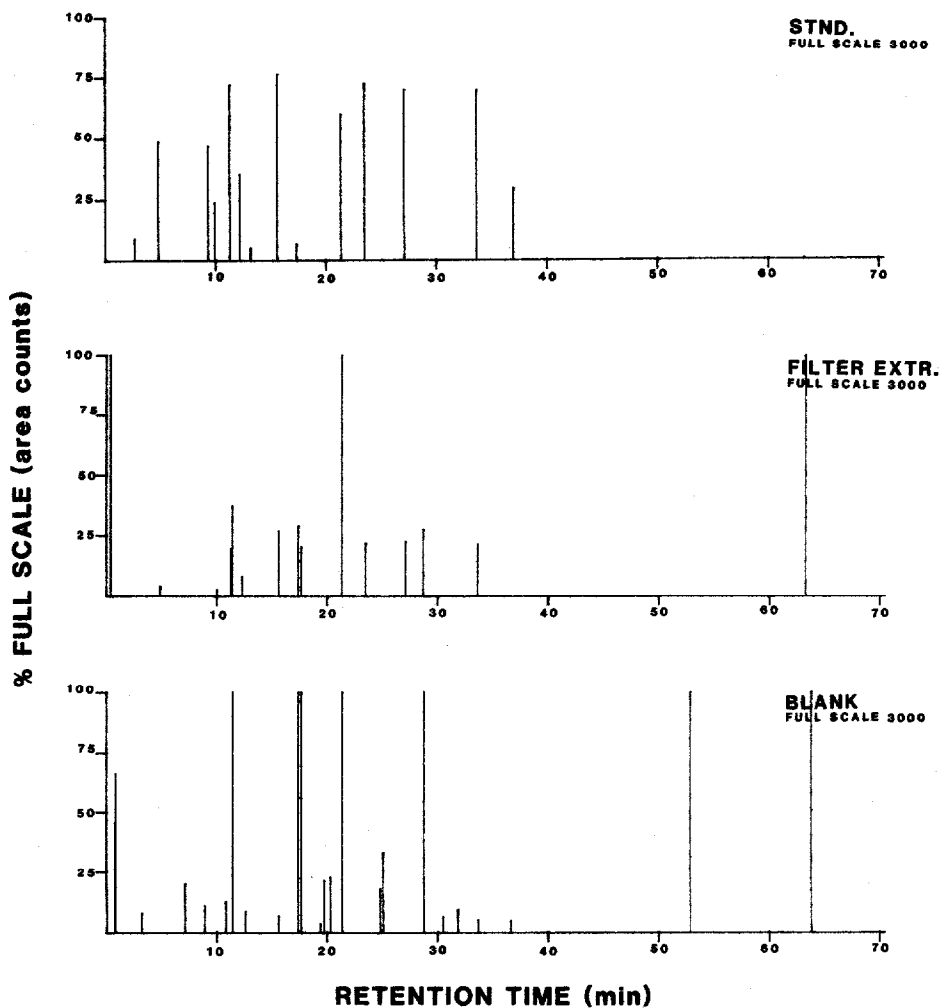 STND.
FULL SCALE 3000
100
75
50
25
10 20 30 40 50 60 70
FILTER EXTR.
FULL SCALE 3000
100
75
50
25
10 20 30 40 50 60 70
BLANK
FULL SCALE 3000
100
75
50
25
10 20 30 40 50 60 70
% FULL SCALE (area counts)
RETENTION TIME (min)